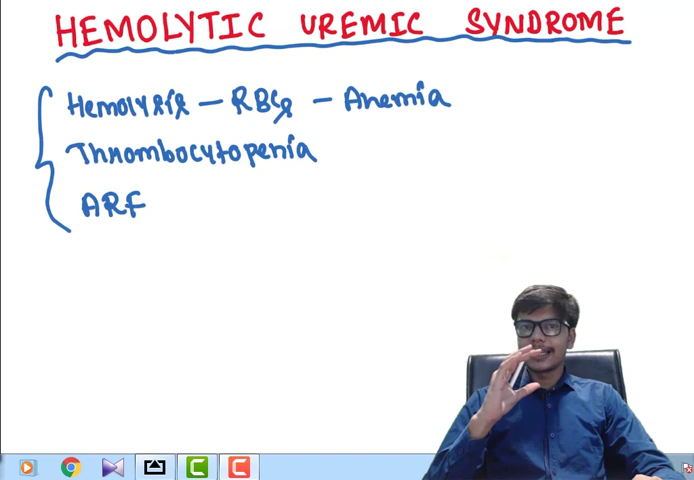 HEMOLYTIC UREMIC SYNDROME
Hemolysis - RBCs - Anemia
Thrombocytopenia
ARF